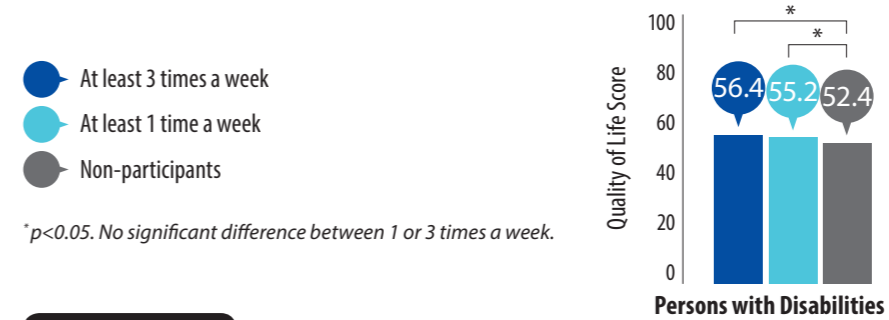 At least 3 times a week
At least 1 time a week
Non-participants
*p<0.05. No significant difference between 1 or 3 times a week.
Quality of Life Score
100
80
60
40
20
0
*
*
56.4
55.2
52.4
Persons with Disabilities